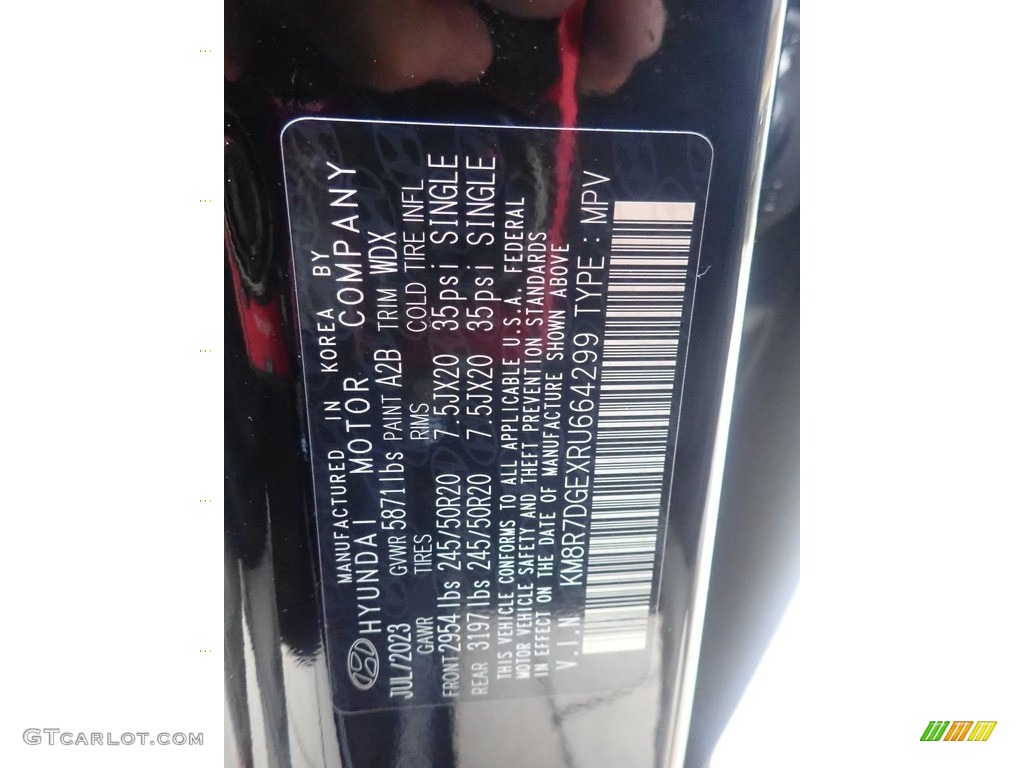 MANUFACTURED IN KOREA BY
HYUNDAI MOTOR COMPANY
JUL/2023 GVWR 5871lbs PAINT A2B TRIM WDX
GAWR TIRES RIMS COLD TIRE INFL
FRONT 2954lbs 245/50R20 7.5JX20 35psi SINGLE
REAR 3197lbs 245/50R20 7.5JX20 35psi SINGLE
THIS VEHICLE CONFORMS TO ALL APPLICABLE U.S.A. FEDERAL
MOTOR VEHICLE SAFETY AND THEFT PREVENTION STANDARDS
IN EFFECT ON THE DATE OF MANUFACTURE SHOWN ABOVE
V.I.N KM8R7DGEXRU664299 TYPE : MPV
GTCARLOT.COM